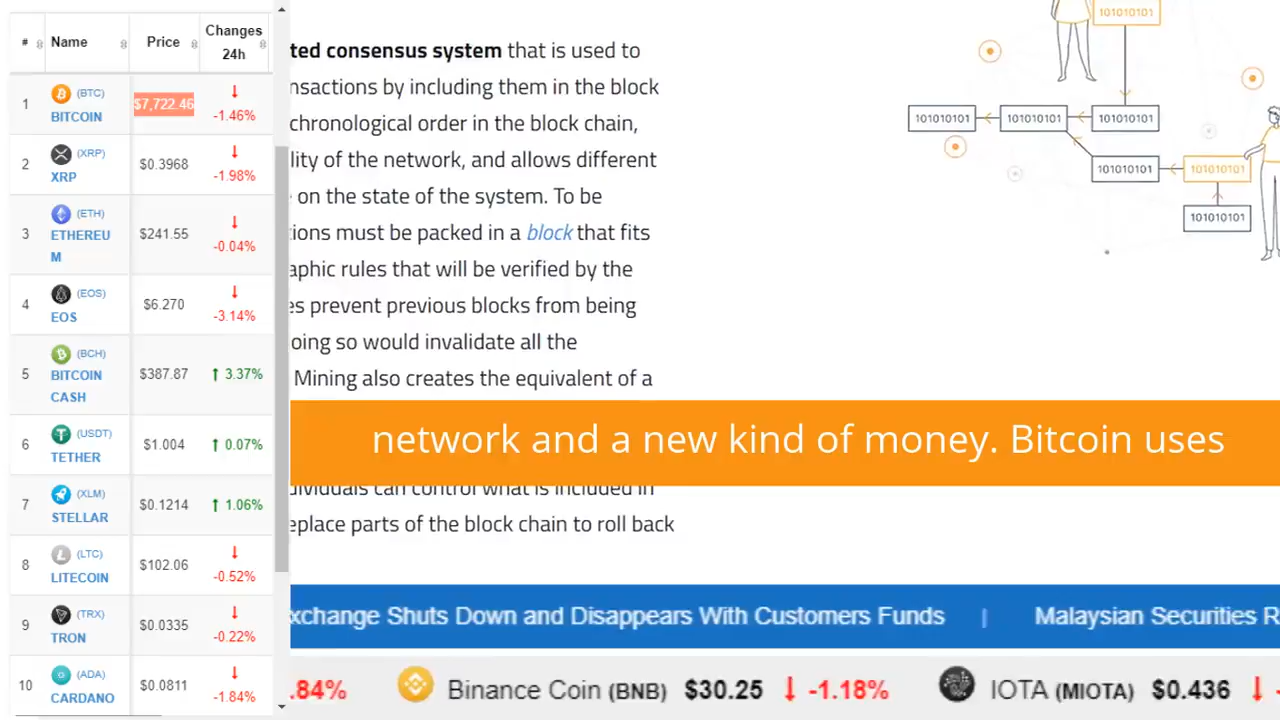 # Name Price Changes 24h
1 (BTC) BITCOIN $7,722.46 -1.46%
2 (XRP) XRP $0.3968 -1.98%
3 (ETH) ETHEREUM $241.55 -0.04%
4 (EOS) EOS $6.270 -3.14%
5 (BCH) BITCOIN CASH $387.87 3.37%
6 (USDT) TETHER $1.004 0.07%
7 (XLM) STELLAR $0.1214 1.06%
8 (LTC) LITECOIN $102.06 -0.52%
9 (TRX) TRON $0.0335 -0.22%
10 (ADA) CARDANO $0.0811 -1.84%
ted consensus system that is used to
nsactions by including them in the block
chronological order in the block chain,
lity of the network, and allows different
on the state of the system. To be
ions must be packed in a block that fits
aphic rules that will be verified by the
es prevent previous blocks from being
oing so would invalidate all the
Mining also creates the equivalent of a
network and a new kind of money. Bitcoin uses
dividuals can control what is included in
eplace parts of the block chain to roll back
101010101
101010101 101010101 101010101
101010101 101010101
101010101
xchange Shuts Down and Disappears With Customers Funds | Malaysian Securities R
.84% Binance Coin (BNB) $30.25 -1.18% IOTA (MIOTA) $0.436 -